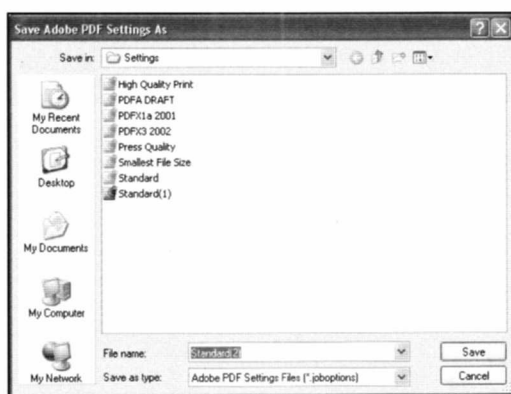 Save Adobe PDF Settings As
Save in:
Settings
My Recent
Documents
Desktop
My Documents
My Computer
My Network
High Quality Print
PDFA DRAFT
PDFX1a 2001
PDFX3 2002
Press Quality
Smallest File Size
Standard
Standard(1)
File name:
Standard(2)
Save
Save as type:
Adobe PDF Settings Files (*.joboptions)
Cancel